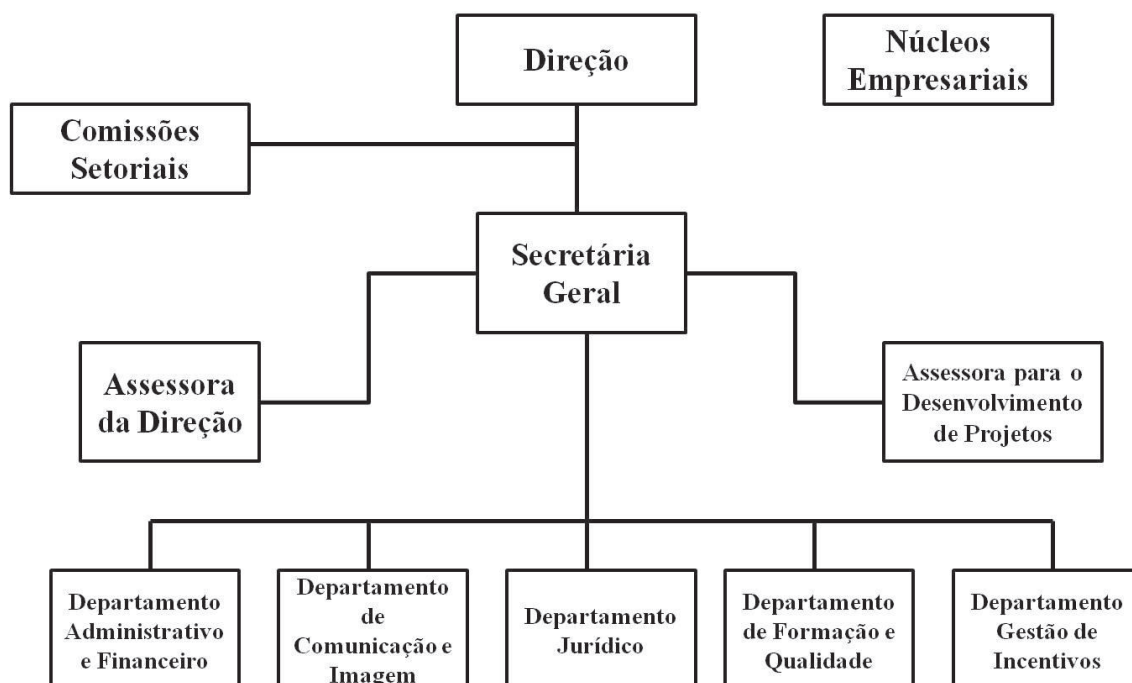 Direção
Núcleos
Empresariais
Comissões
Setoriais
Secretária
Geral
Assessora
da Direção
Assessora para o
Desenvolvimento
de Projetos
Departamento
Administrativo
e Financeiro
Departamento
de
Comunicação e
Imagem
Departamento
Jurídico
Departamento
de Formação e
Qualidade
Departamento
Gestão de
Incentivos